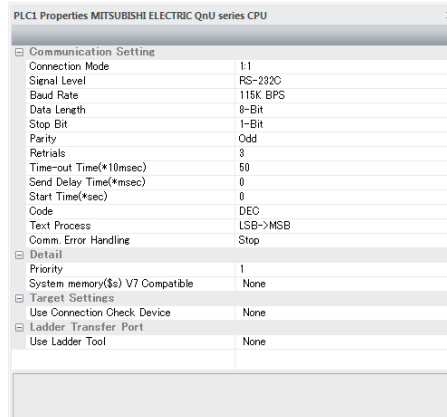 PLC1 Properties MITSUBISHI ELECTRIC QnU series CPU
Communication Setting
Connection Mode 1:1
Signal Level RS-232C
Baud Rate 115K BPS
Data Length 8-Bit
Stop Bit 1-Bit
Parity Odd
Retrials 3
Time-out Time(*10msec) 50
Send Delay Time(*msec) 0
Start Time(*sec) 0
Code DEC
Text Process LSB->MSB
Comm. Error Handling Stop
Detail
Priority 1
System memory($s) V7 Compatible None
Target Settings
Use Connection Check Device None
Ladder Transfer Port
Use Ladder Tool None